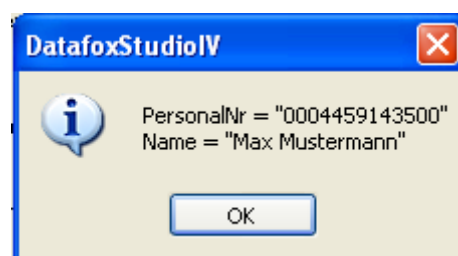 DatafoxStudioIV
PersonalNr = "0004459143500"
Name = "Max Mustermann"
OK